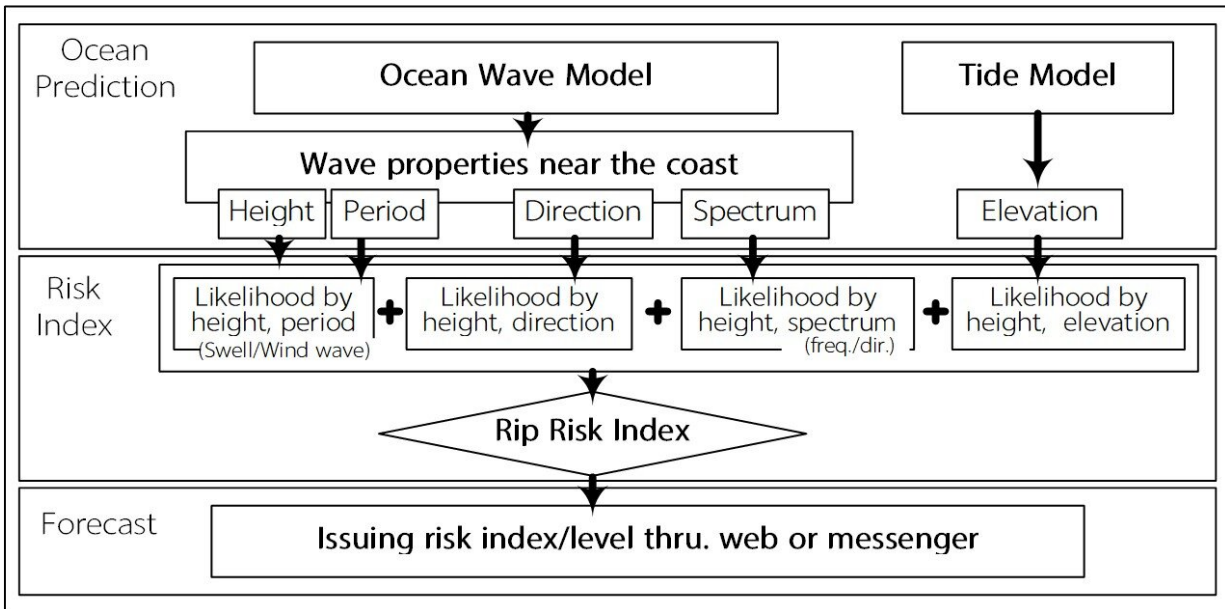 Ocean
Prediction
Ocean Wave Model
Tide Model
Wave properties near the coast
Height
Period
Direction
Spectrum
Elevation
Risk
Index
Likelihood by
height, period
(Swell/Wind wave)
+
Likelihood by
height, direction
+
Likelihood by
height, spectrum
(freq./dir.)
+
Likelihood by
height, elevation
Rip Risk Index
Forecast
Issuing risk index/level thru. web or messenger